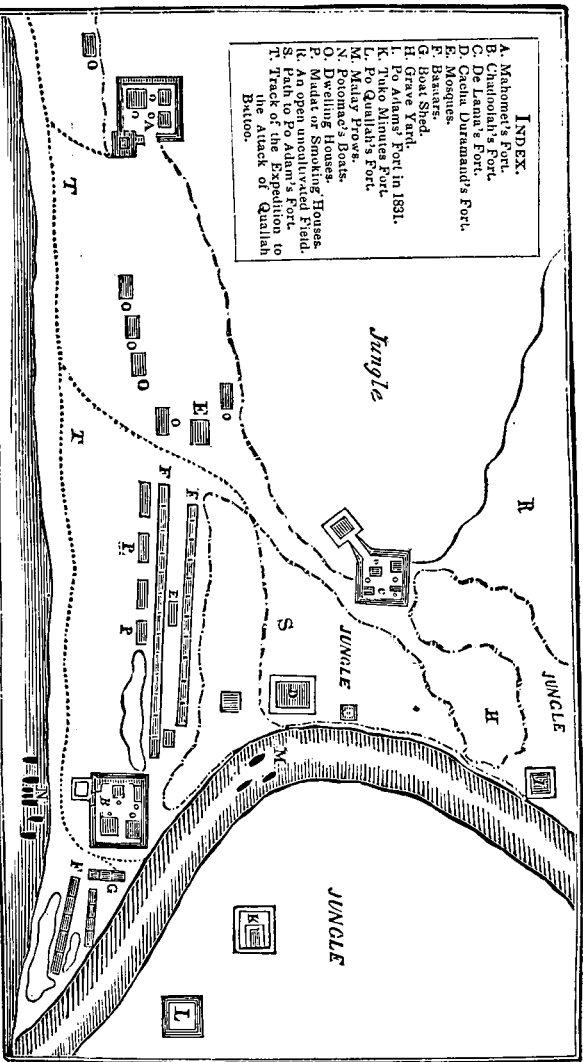 INDEX.
A. Mahomet's Fort.
B. Chadoolah's Fort.
C. De Lama's Fort.
D. Cacha Duramand's Fort.
E. Mosques.
F. Bazaars.
G. Boat Shed.
H. Grave Yard.
I. Po Adams' Fort in 1831.
K. Tuko Minutes Fort.
L. Po Quallah's Fort.
M. Malay Prows.
N. Potomac's Boats.
O. Dwelling Houses.
P. Madat or Smoking Houses.
R. An open uncultivated Field.
S. Path to Po Adam's Fort.
T. Track of the Expedition to
the Attack of Quallah
Battoo.
Jungle
R
JUNGLE
H
JUNGLE
C
S
D
JUNGLE
K
L
M
A
O
O
O
O
O
O
E
F
F
E
P
P
B
F
G
T
T
N